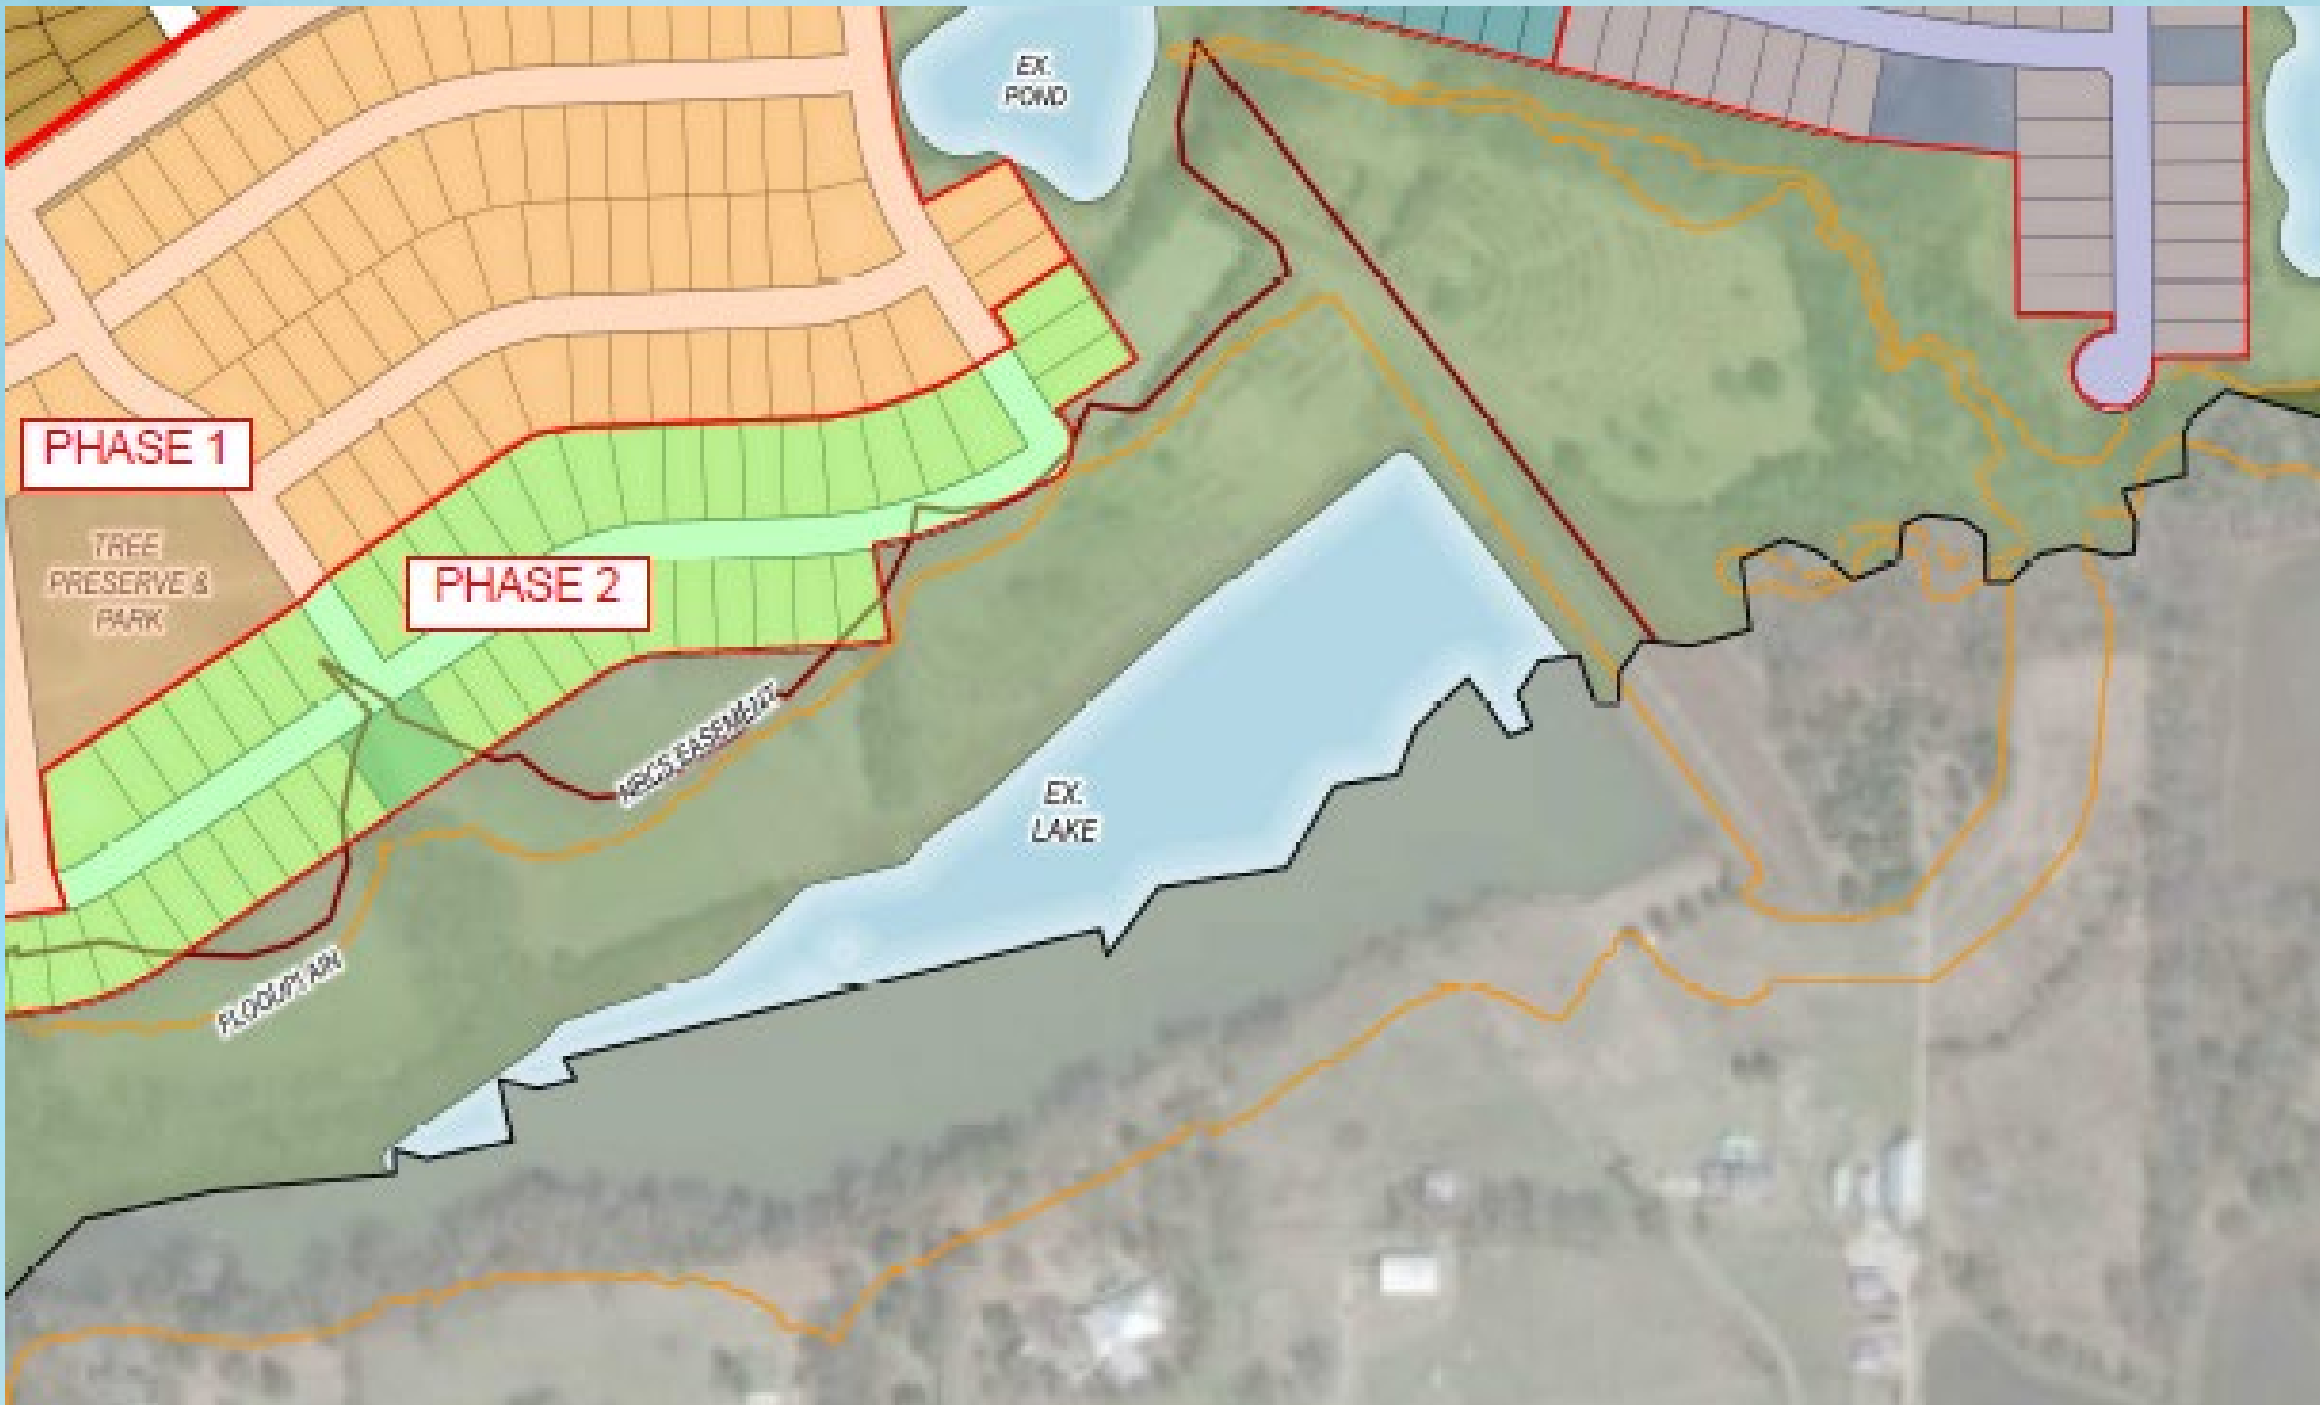 EX.
POND
PHASE 1
TREE
PRESERVE &
PARK
PHASE 2
NRCS EASEMENT
EX.
LAKE
FLOODPLAIN